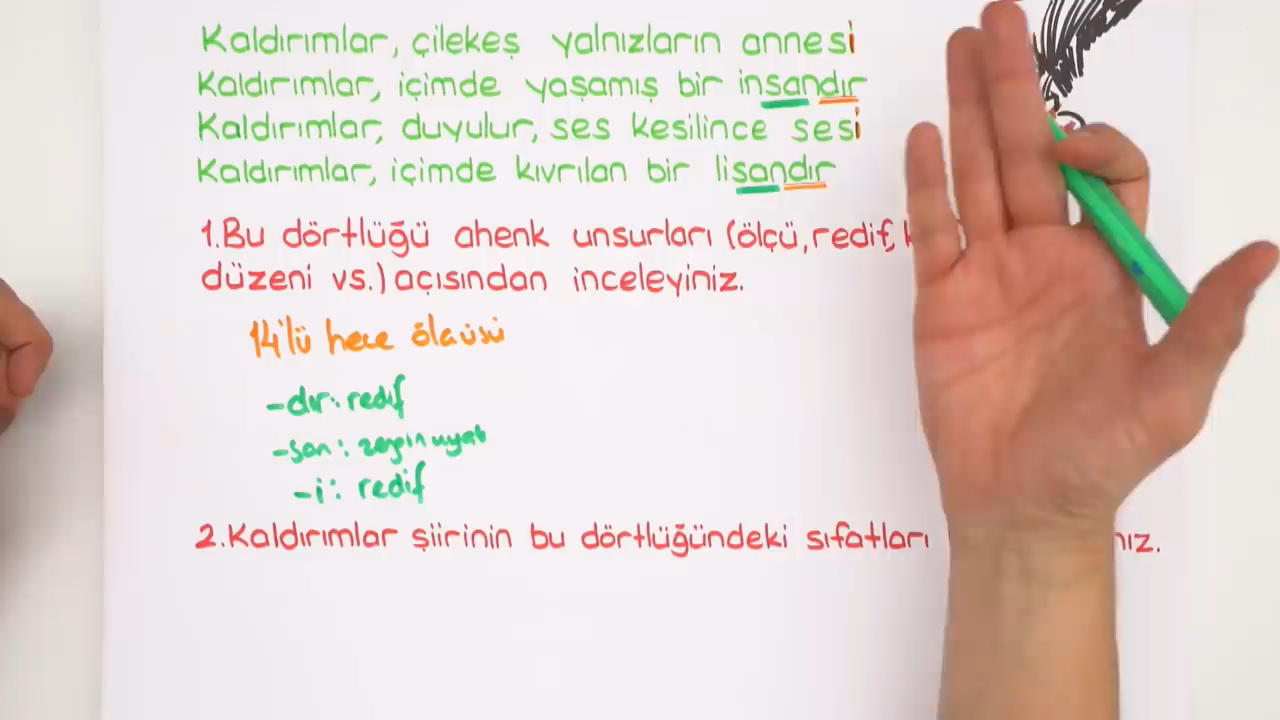 Kaldırımlar, çilekeş yalnızların annesi
Kaldırımlar, içimde yaşamış bir insandır
Kaldırımlar, duyulur, ses kesilince sesi
Kaldırımlar, içimde kıvrılan bir lisandır
1.Bu dörtlüğü ahenk unsurları (ölçü, redif,
düzeni vs.) açısından inceleyiniz.
14'lü hece ölçüsü
-dır: redif
-san: zengin uyak
-i: redif
2.Kaldırımlar şiirinin bu dörtlüğündeki sıfatları